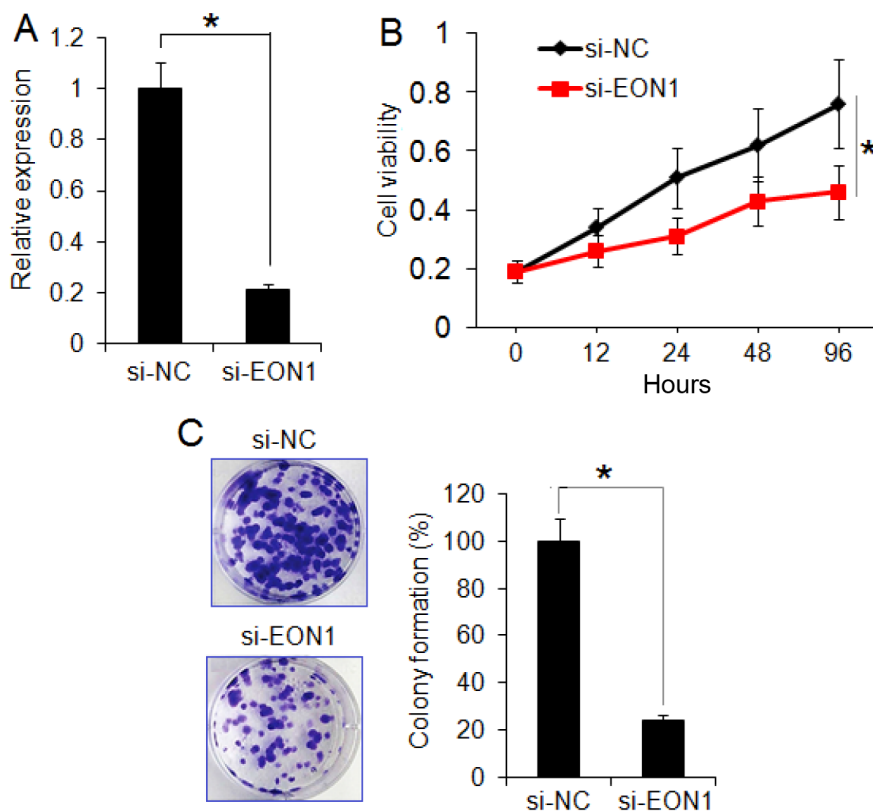 A
*
Relative expression
1.2
1
0.8
0.6
0.4
0.2
0
si-NC
si-EON1
B
si-NC
si-EON1
*
Cell viability
1
0.8
0.6
0.4
0.2
0
0
12
24
48
96
Hours
C
si-NC
si-EON1
*
Colony formation (%)
120
100
80
60
40
20
0
si-NC
si-EON1